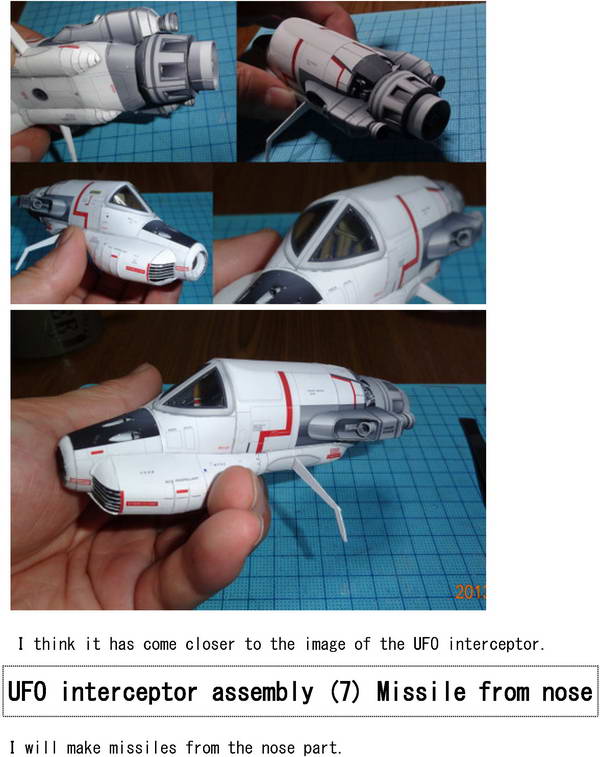 2013
I think it has come closer to the image of the UFO interceptor.
UFO interceptor assembly (7) Missile from nose
I will make missiles from the nose part.